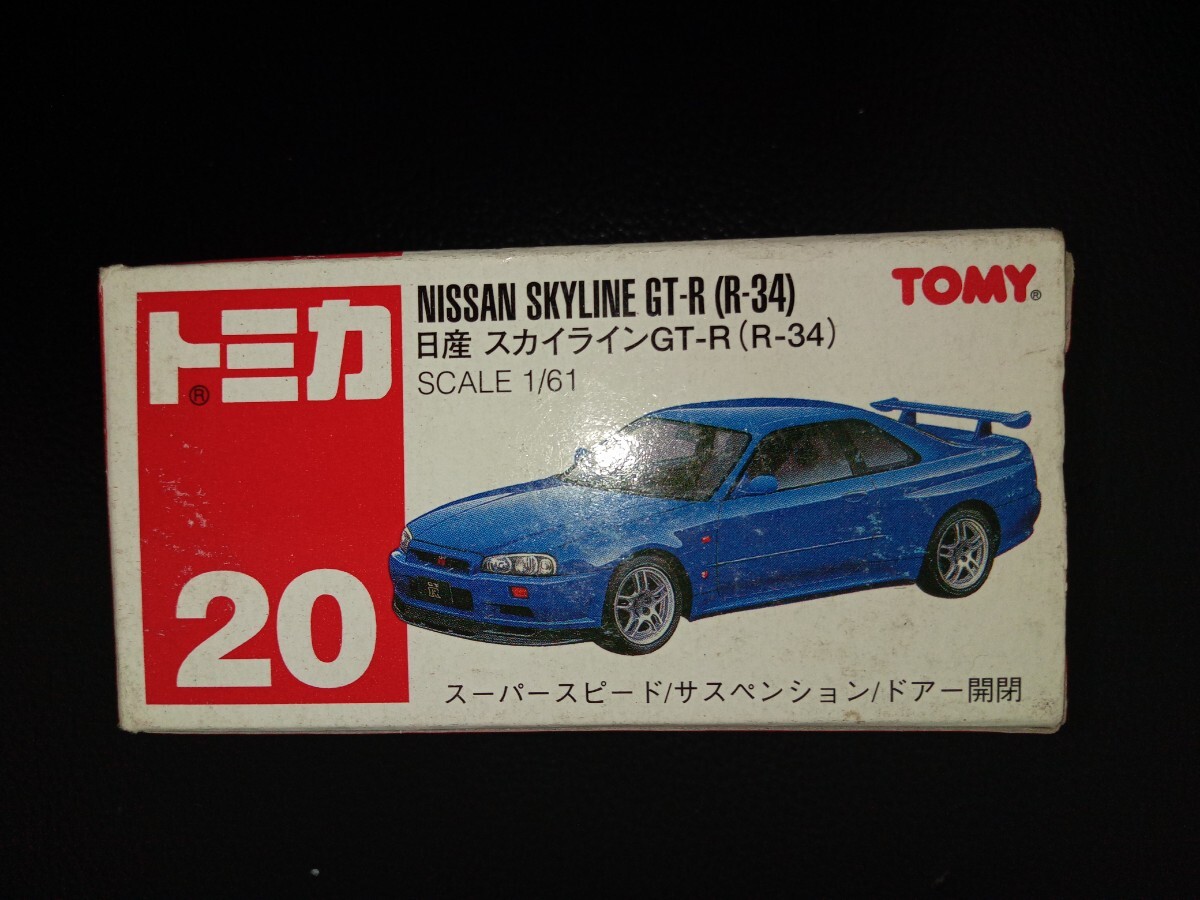 トミカ®
20
NISSAN SKYLINE GT-R (R-34)
日産 スカイラインGT-R(R-34)
SCALE 1/61
TOMY®
スーパースピード/サスペンション/ドアー開閉